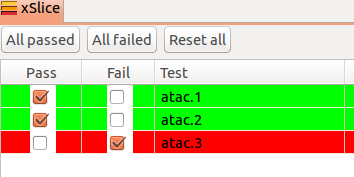 xSlice
All passed All failed Reset all
Pass Fail Test
atac.1
atac.2
atac.3